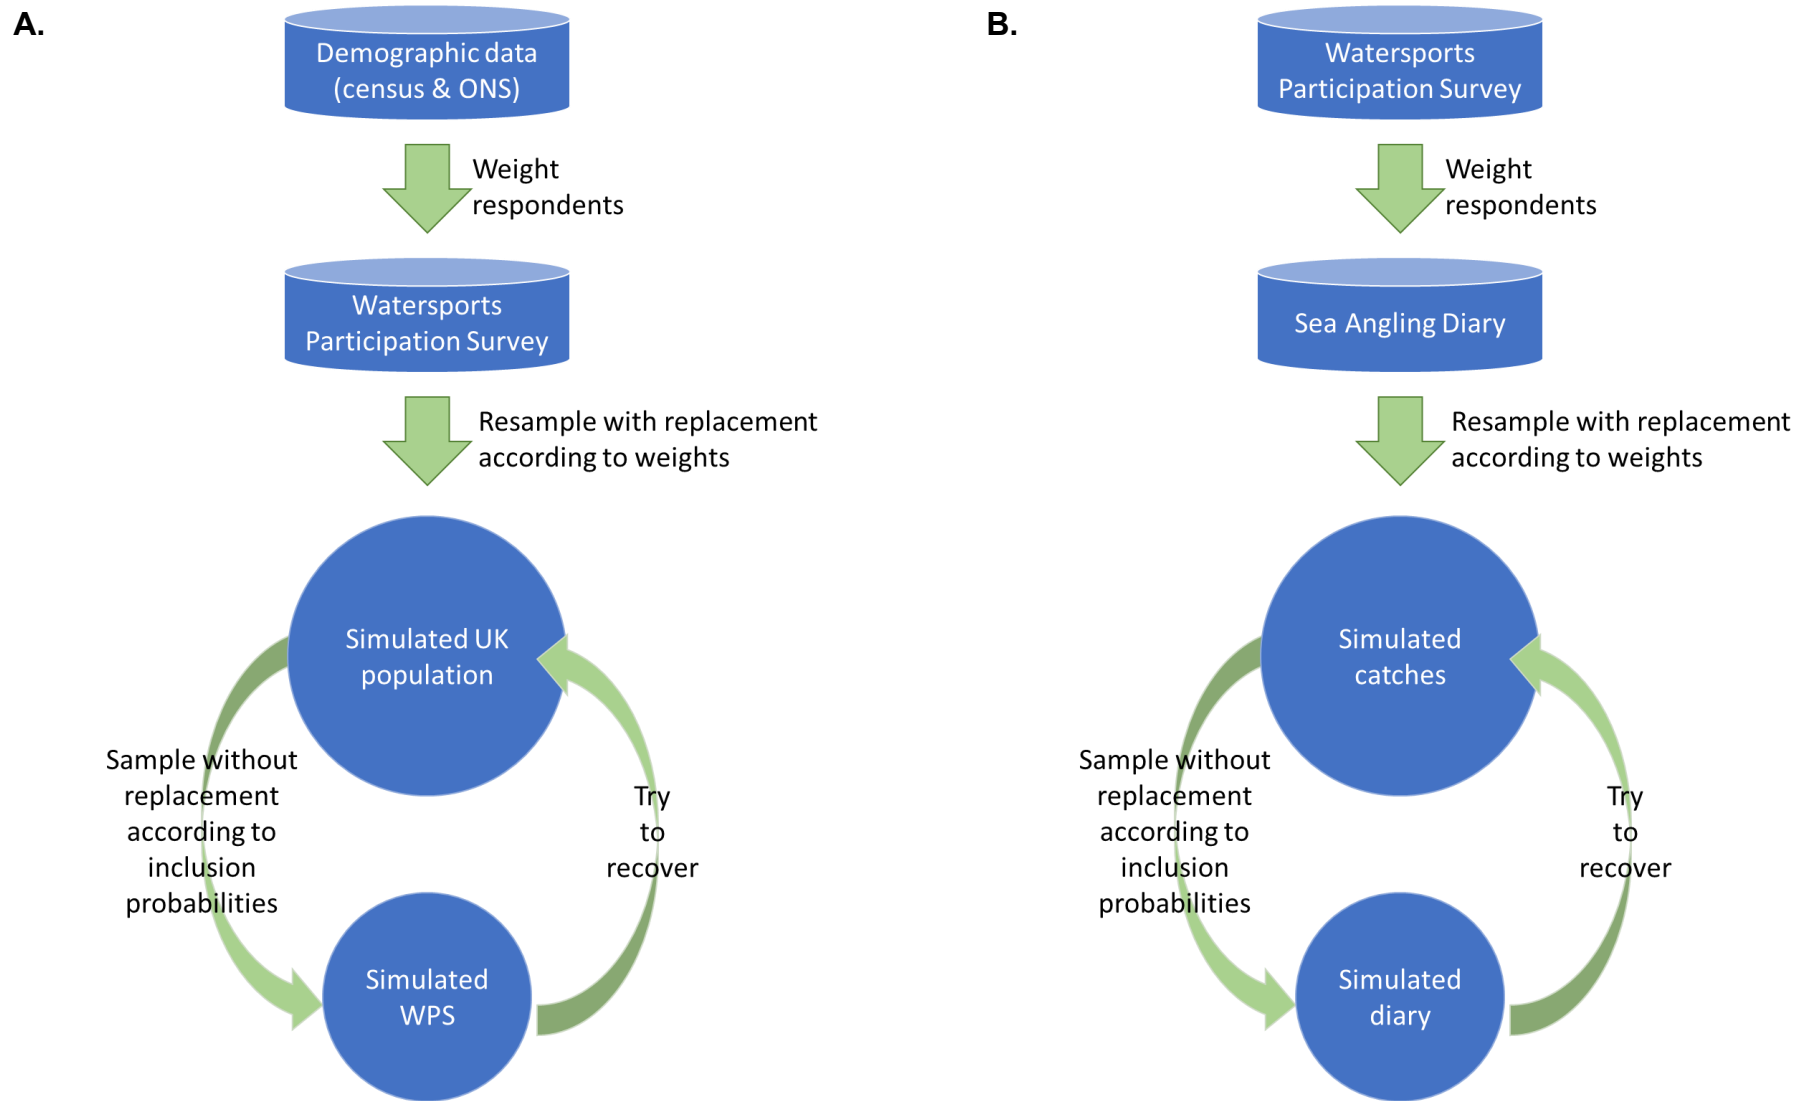 A.
Demographic data
(census & ONS)
Weight
respondents
Watersports
Participation Survey
Resample with replacement
according to weights
Simulated UK
population
Sample without
replacement
according to
inclusion
probabilities
Try
to
recover
Simulated
WPS
B.
Watersports
Participation Survey
Weight
respondents
Sea Angling Diary
Resample with replacement
according to weights
Simulated
catches
Sample without
replacement
according to
inclusion
probabilities
Try
to
recover
Simulated
diary